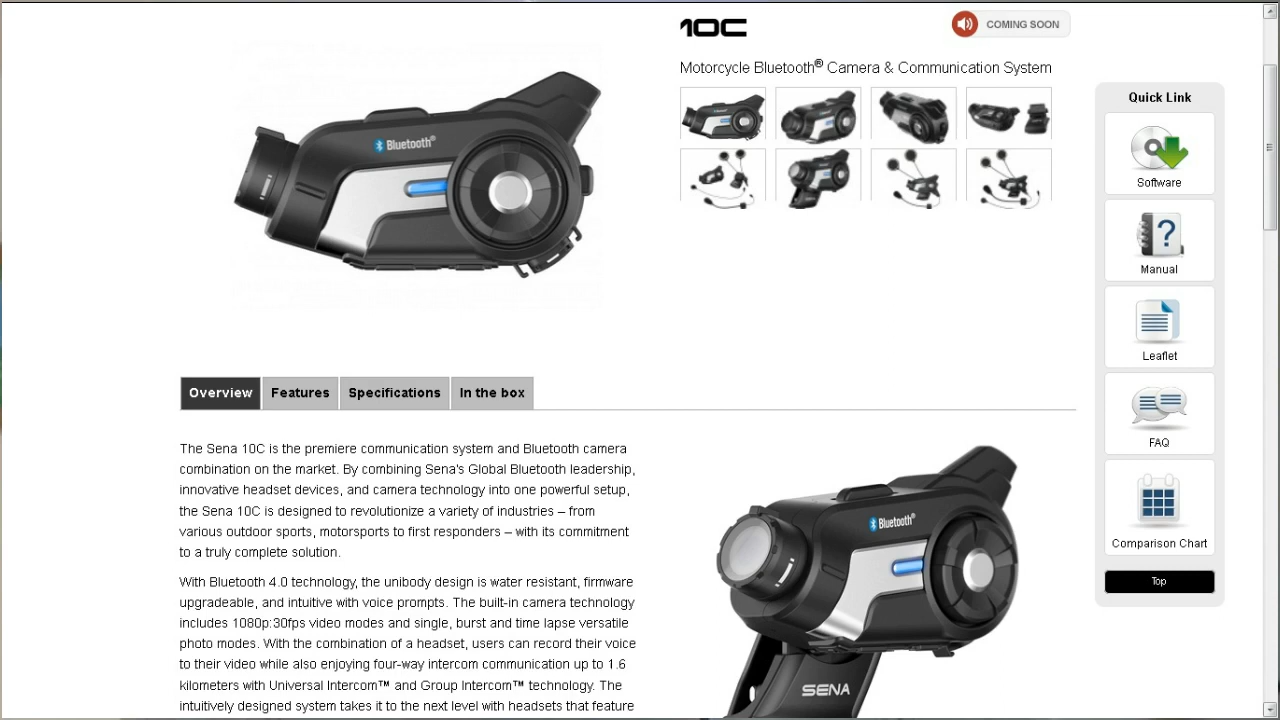 10C
COMING SOON
Motorcycle Bluetooth® Camera & Communication System
Bluetooth®
Quick Link
Software
Manual
Leaflet
FAQ
Comparison Chart
Top
Overview
Features
Specifications
In the box
The Sena 10C is the premiere communication system and Bluetooth camera
combination on the market. By combining Sena's Global Bluetooth leadership,
innovative headset devices, and camera technology into one powerful setup,
the Sena 10C is designed to revolutionize a variety of industries – from
various outdoor sports, motorsports to first responders – with its commitment
to a truly complete solution.
With Bluetooth 4.0 technology, the unibody design is water resistant, firmware
upgradeable, and intuitive with voice prompts. The built-in camera technology
includes 1080p:30fps video modes and single, burst and time lapse versatile
photo modes. With the combination of a headset, users can record their voice
to their video while also enjoying four-way intercom communication up to 1.6
kilometers with Universal Intercom™ and Group Intercom™ technology. The
intuitively designed system takes it to the next level with headsets that feature
Bluetooth®
SENA